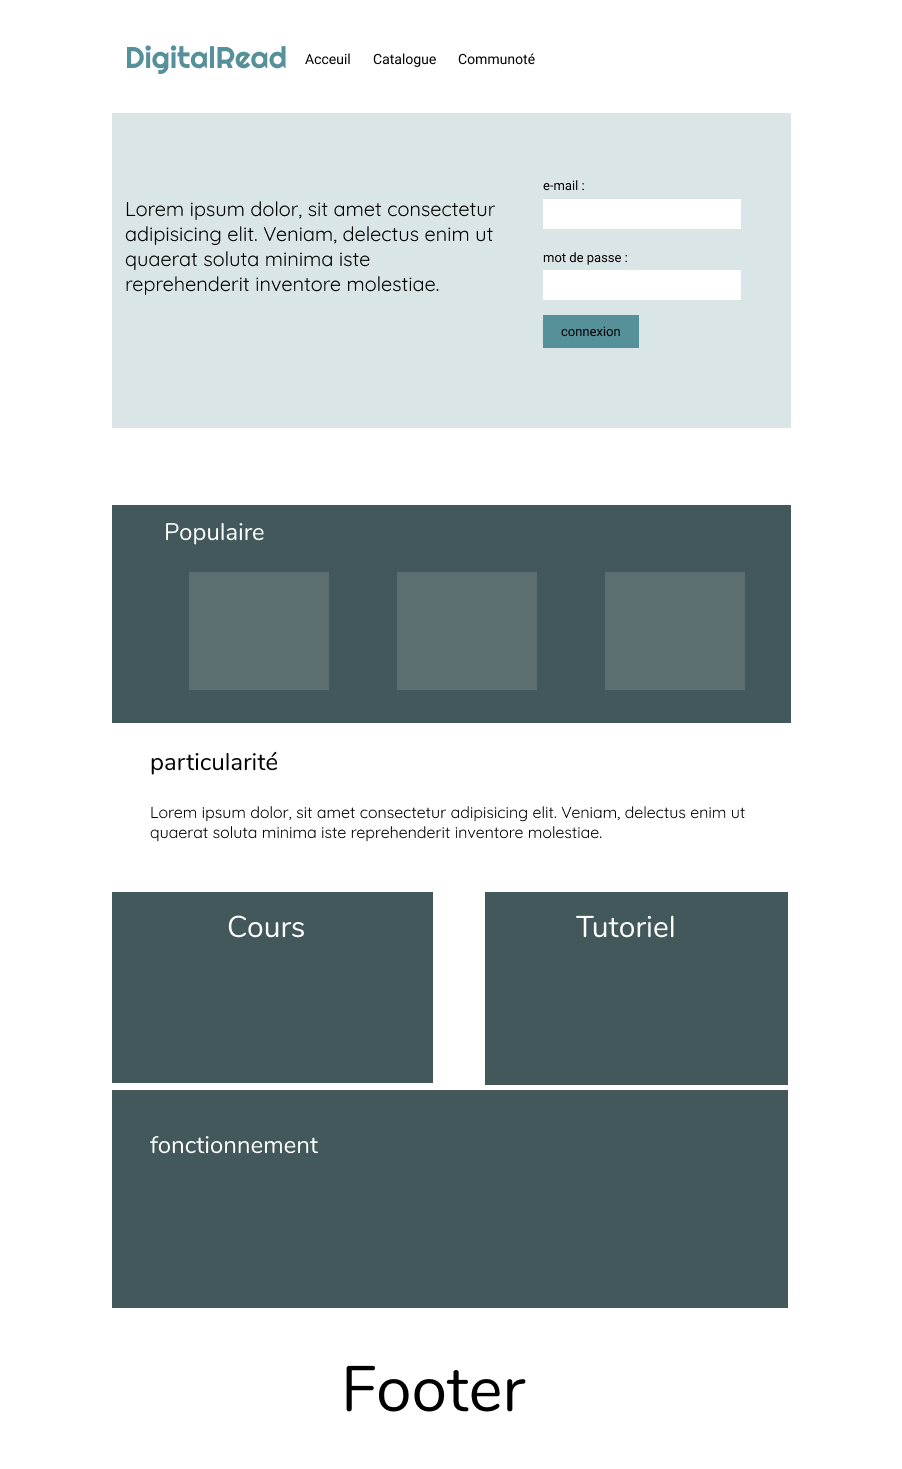 DigitalRead Acceuil Catalogue Communoté
Lorem ipsum dolor, sit amet consectetur
adipisicing elit. Veniam, delectus enim ut
quaerat soluta minima iste
reprehenderit inventore molestiae.
e-mail :
mot de passe :
connexion
Populaire
particularité
Lorem ipsum dolor, sit amet consectetur adipisicing elit. Veniam, delectus enim ut
quaerat soluta minima iste reprehenderit inventore molestiae.
Cours
Tutoriel
fonctionnement
Footer